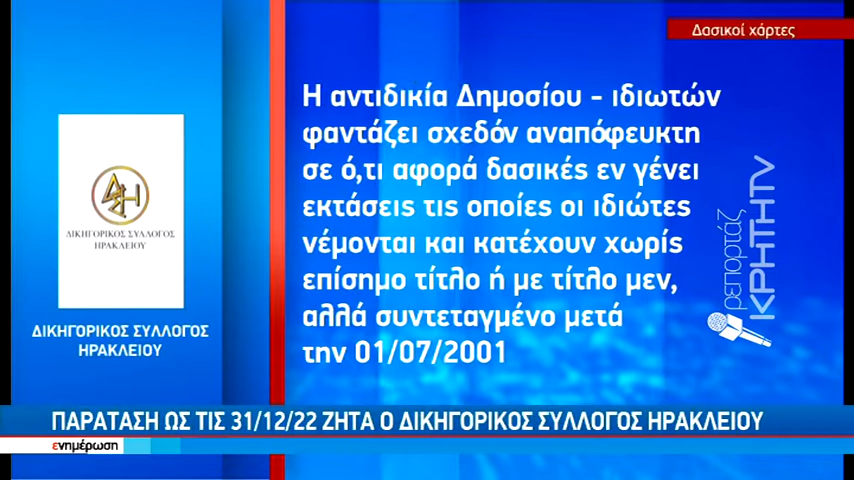 Δασικοί χάρτες
Η αντιδικία Δημοσίου - ιδιωτών
φαντάζει σχεδόν αναπόφευκτη
σε ό,τι αφορά δασικές εν γένει
εκτάσεις τις οποίες οι ιδιώτες
νέμονται και κατέχουν χωρίς
επίσημο τίτλο ή με τίτλο μεν,
αλλά συντεταγμένο μετά
την 01/07/2001
ΔΗΣ
ΔΙΚΗΓΟΡΙΚΟΣ ΣΥΛΛΟΓΟΣ
ΗΡΑΚΛΕΙΟΥ
ΔΙΚΗΓΟΡΙΚΟΣ ΣΥΛΛΟΓΟΣ
ΗΡΑΚΛΕΙΟΥ
ρεπορτάζ
ΚΡΗΤΗTV
ΠΑΡΑΤΑΣΗ ΩΣ ΤΙΣ 31/12/22 ΖΗΤΑ Ο ΔΙΚΗΓΟΡΙΚΟΣ ΣΥΛΛΟΓΟΣ ΗΡΑΚΛΕΙΟΥ
ενημέρωση